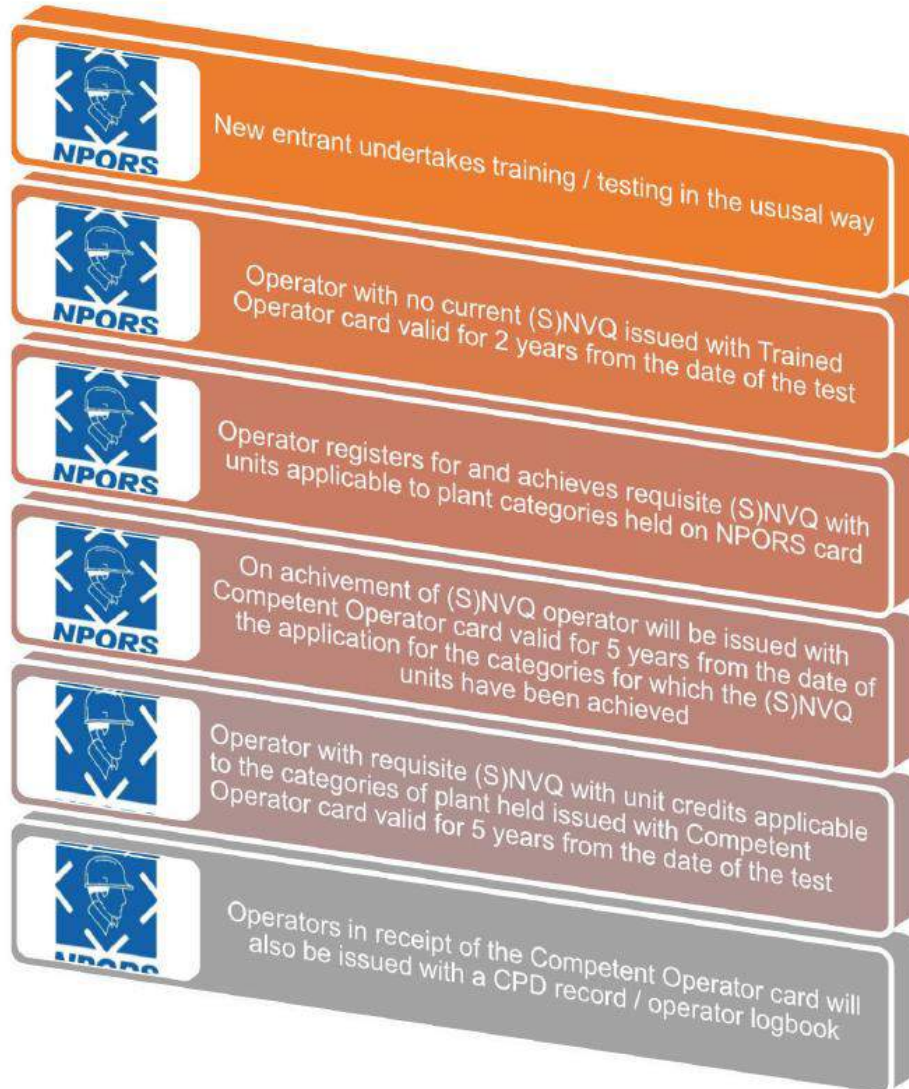 NPORS
New entrant undertakes training / testing in the ususal way
NPORS
Operator with no current (S)NVQ issued with Trained
Operator card valid for 2 years from the date of the test
NPORS
Operator registers for and achieves requisite (S)NVQ with
units applicable to plant categories held on NPORS card
NPORS
On achivement of (S)NVQ operator will be issued with
Competent Operator card valid for 5 years from the date of
the application for the categories for which the (S)NVQ
units have been achieved
Operator with requisite (S)NVQ with unit credits applicable
to the categories of plant held issued with Competent
Operator card valid for 5 years from the date of the test
NPORS
Operators in receipt of the Competent Operator card will
also be issued with a CPD record / operator logbook